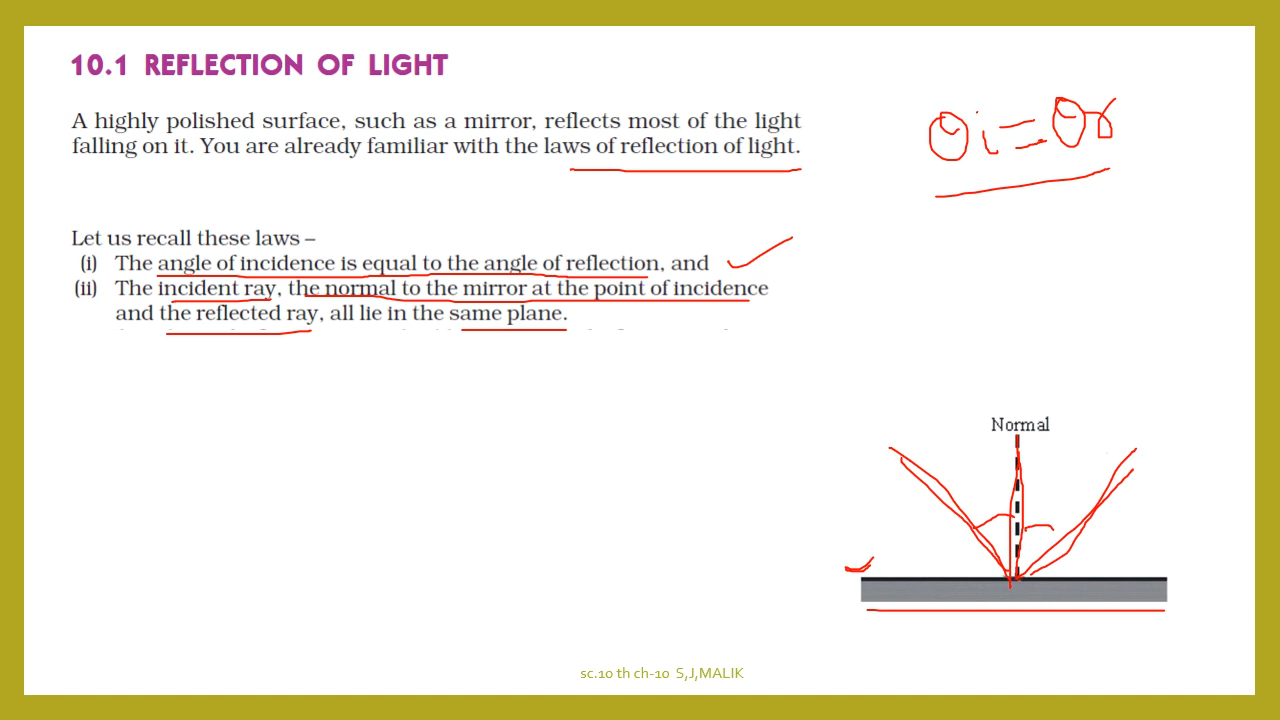 10.1 REFLECTION OF LIGHT
A highly polished surface, such as a mirror, reflects most of the light
falling on it. You are already familiar with the laws of reflection of light.
θi=θr
Let us recall these laws –
(i) The angle of incidence is equal to the angle of reflection, and
(ii) The incident ray, the normal to the mirror at the point of incidence
and the reflected ray, all lie in the same plane.
Normal
sc.10 th ch-10 S,J,MALIK